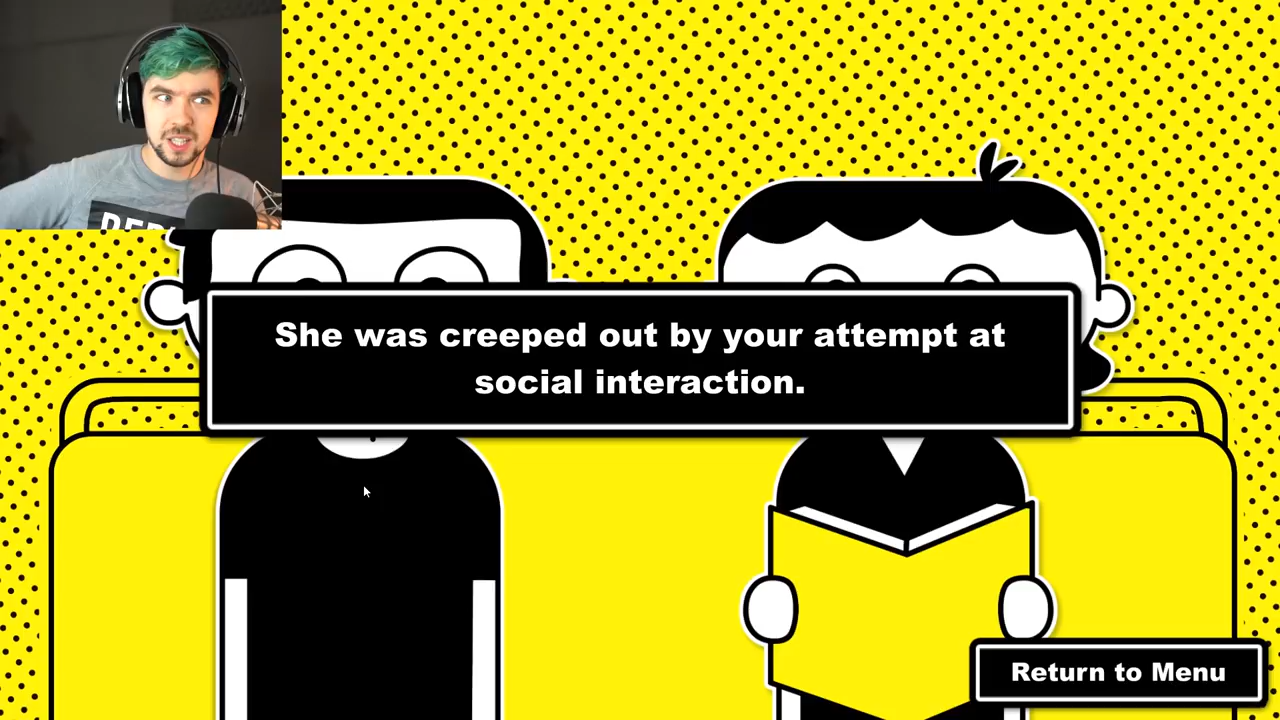 She was creeped out by your attempt at
social interaction.
Return to Menu